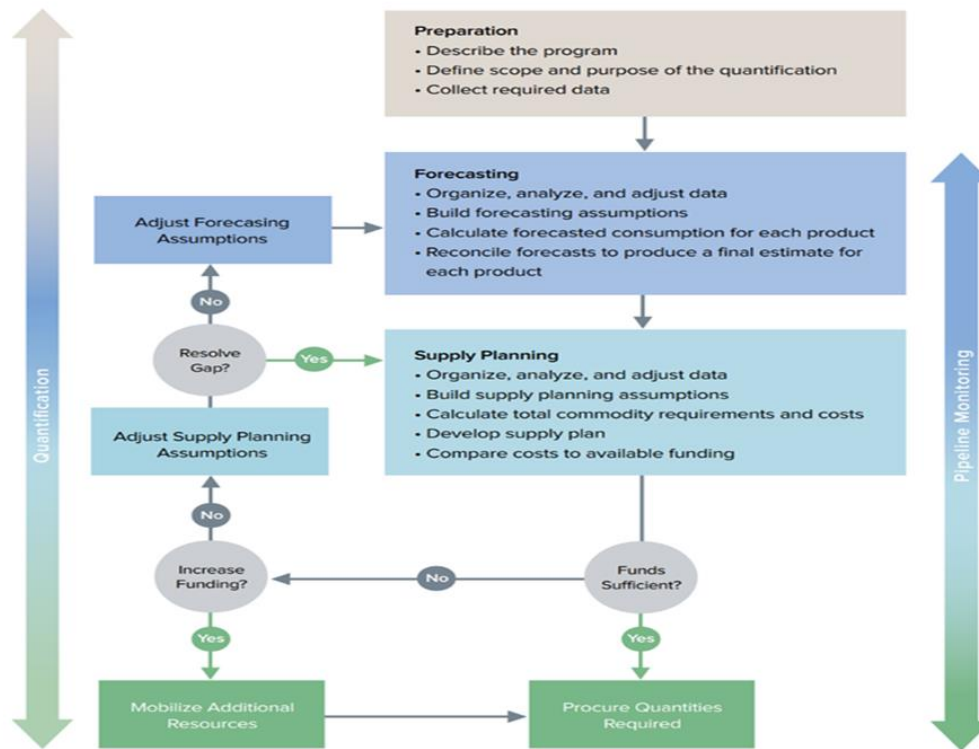 Preparation
• Describe the program
• Define scope and purpose of the quantification
• Collect required data
Forecasting
• Organize, analyze, and adjust data
• Build forecasting assumptions
• Calculate forecasted consumption for each product
• Reconcile forecasts to produce a final estimate for
each product
Adjust Forecasing
Assumptions
No
Resolve
Gap?
Yes
Supply Planning
• Organize, analyze, and adjust data
• Build supply planning assumptions
• Calculate total commodity requirements and costs
• Develop supply plan
• Compare costs to available funding
Adjust Supply Planning
Assumptions
No
Increase
Funding?
No
Funds
Sufficient?
Yes
Yes
Mobilize Additional
Resources
Procure Quantities
Required
Quantification
Pipeline Monitoring